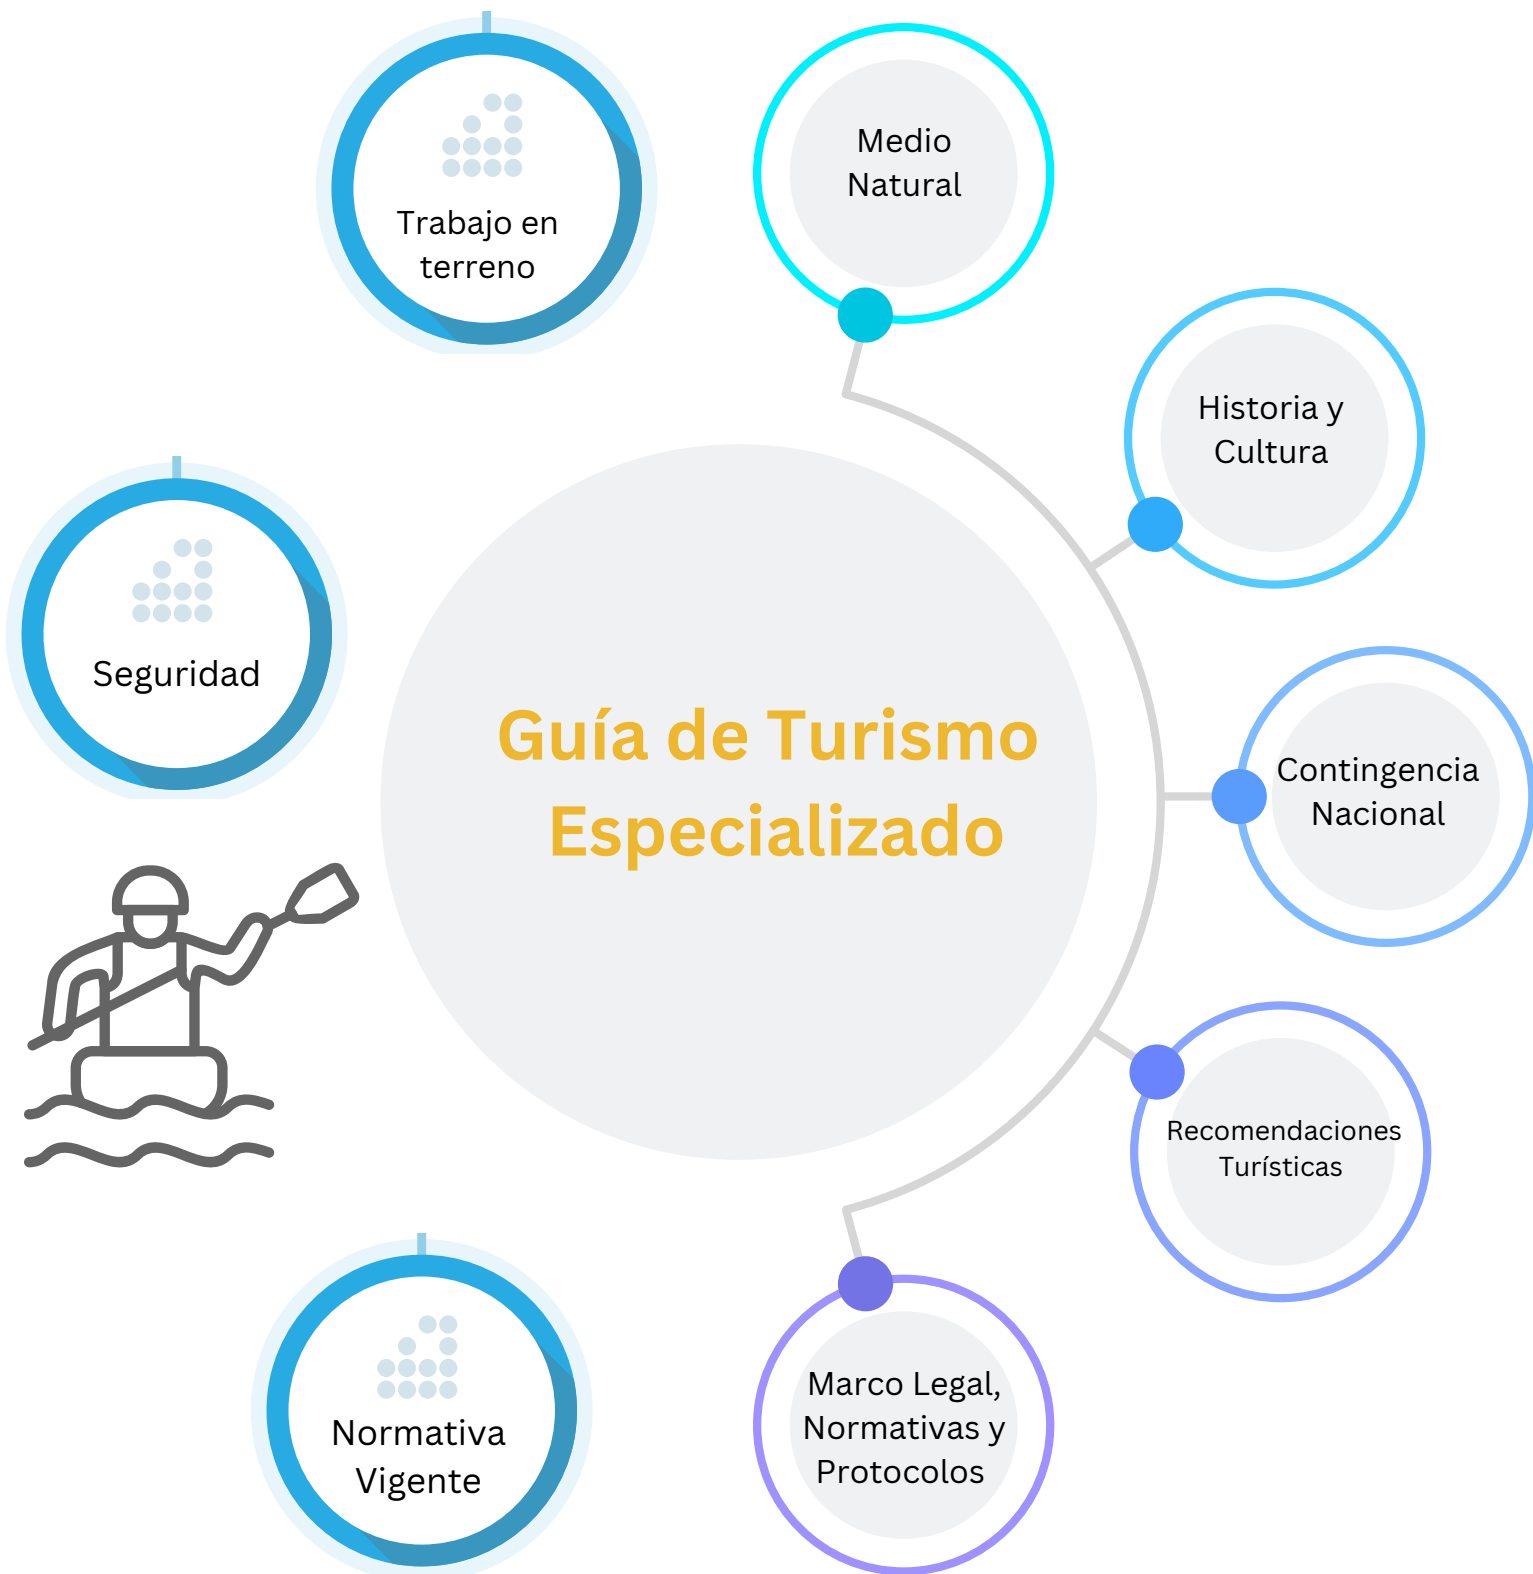 Trabajo en
terreno
Medio
Natural
Historia y
Cultura
Seguridad
Guía de Turismo
Especializado
Contingencia
Nacional
Recomendaciones
Turísticas
Normativa
Vigente
Marco Legal,
Normativas y
Protocolos